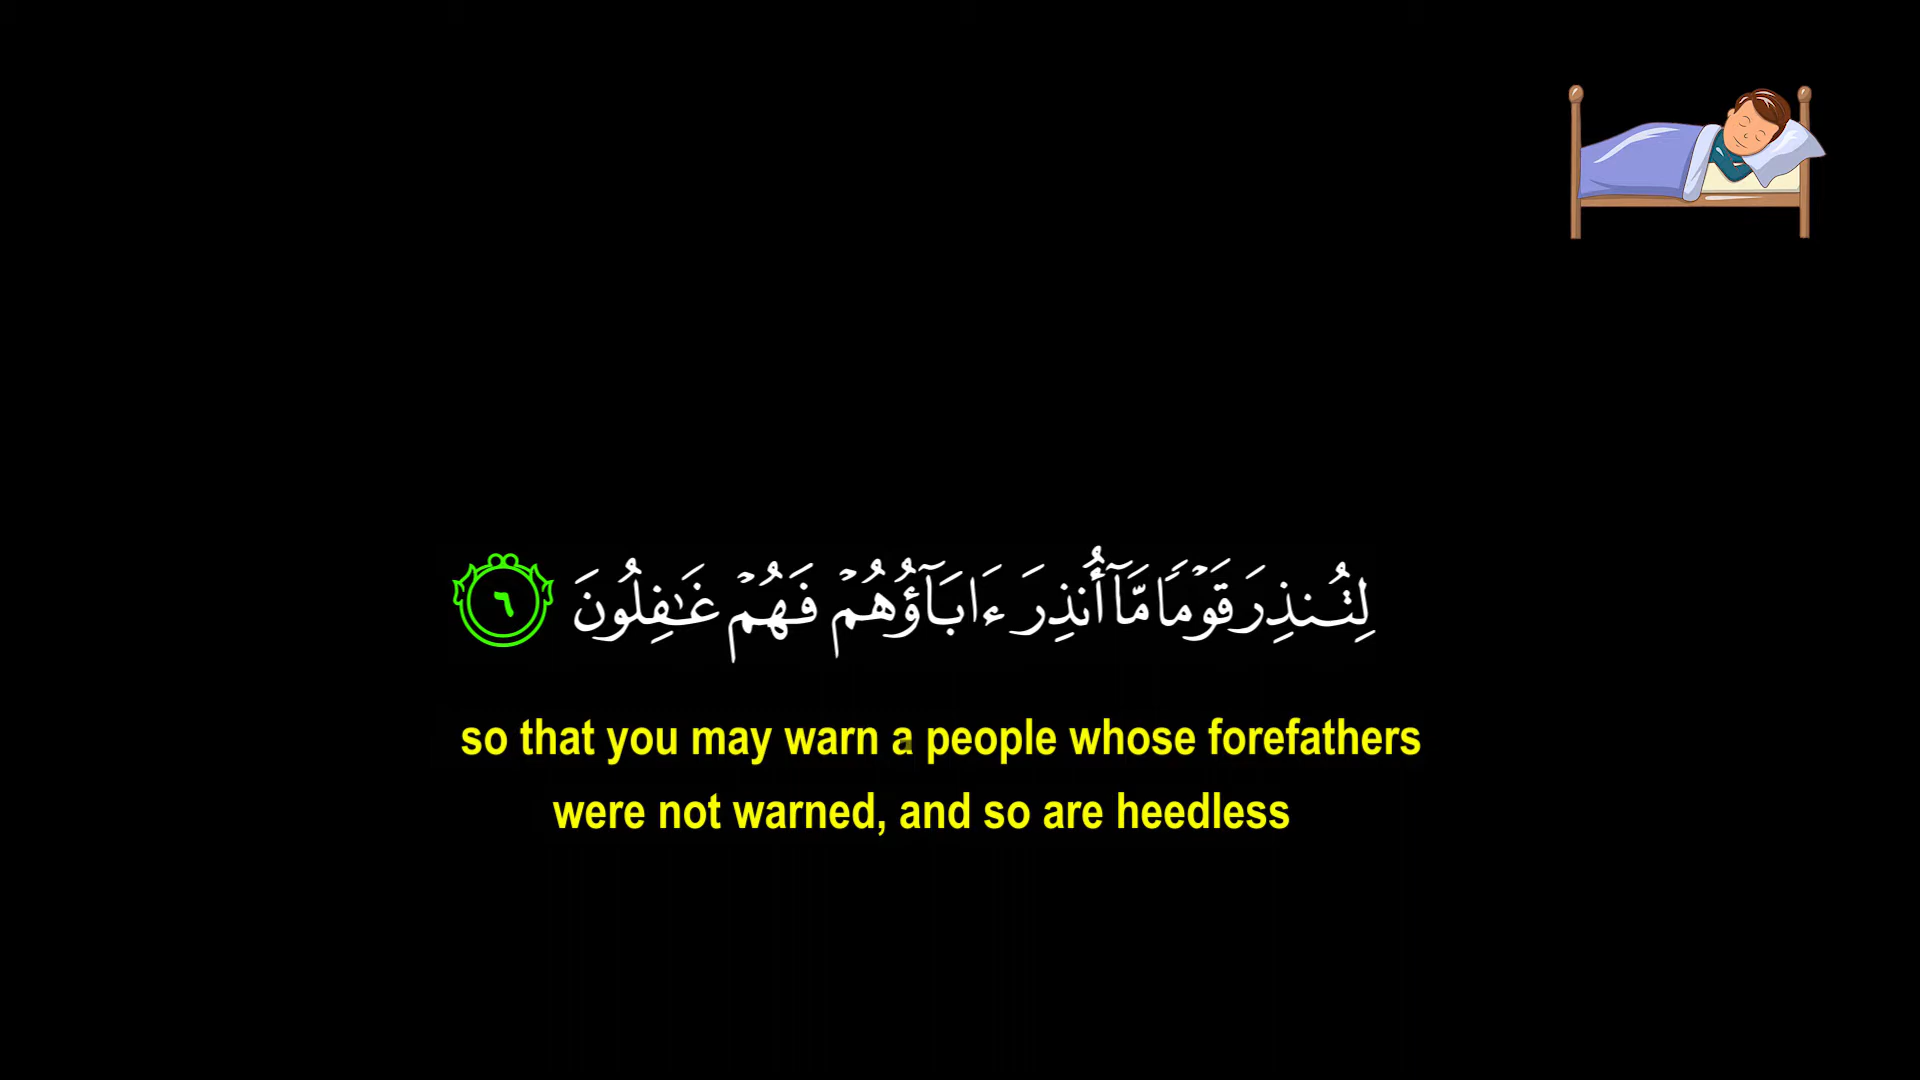 لِتُنذِرَ قَوْمًا مَّآ أُنذِرَ ءَابَآؤُهُمْ فَهُمْ غَٰفِلُونَ ٦
so that you may warn a people whose forefathers
were not warned, and so are heedless